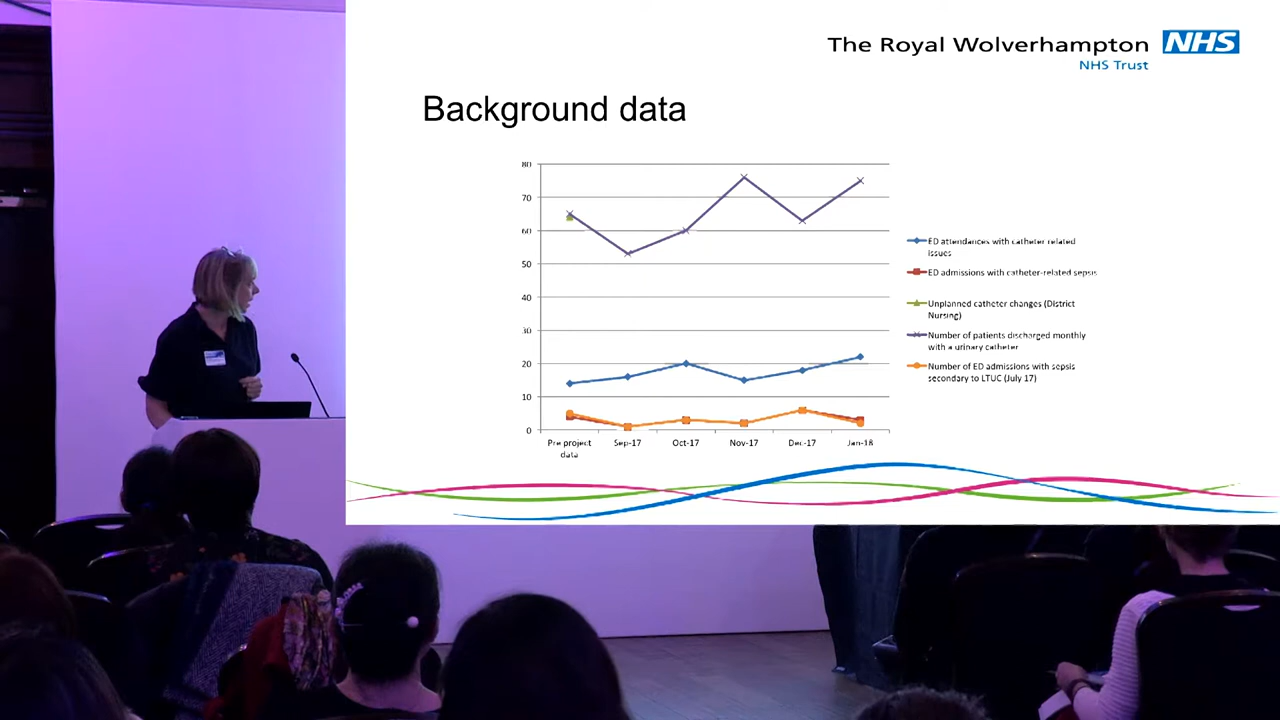 The Royal Wolverhampton NHS
NHS Trust
Background data
80
70
60
50
40
30
20
10
0
Pre project
data
Sep-17
Oct-17
Nov-17
Dec-17
Jan-18
ED attendances with catheter related
issues
ED admissions with catheter-related sepsis
Unplanned catheter changes (District
Nursing)
Number of patients discharged monthly
with a urinary catheter
Number of ED admissions with sepsis
secondary to LTUC (July 17)